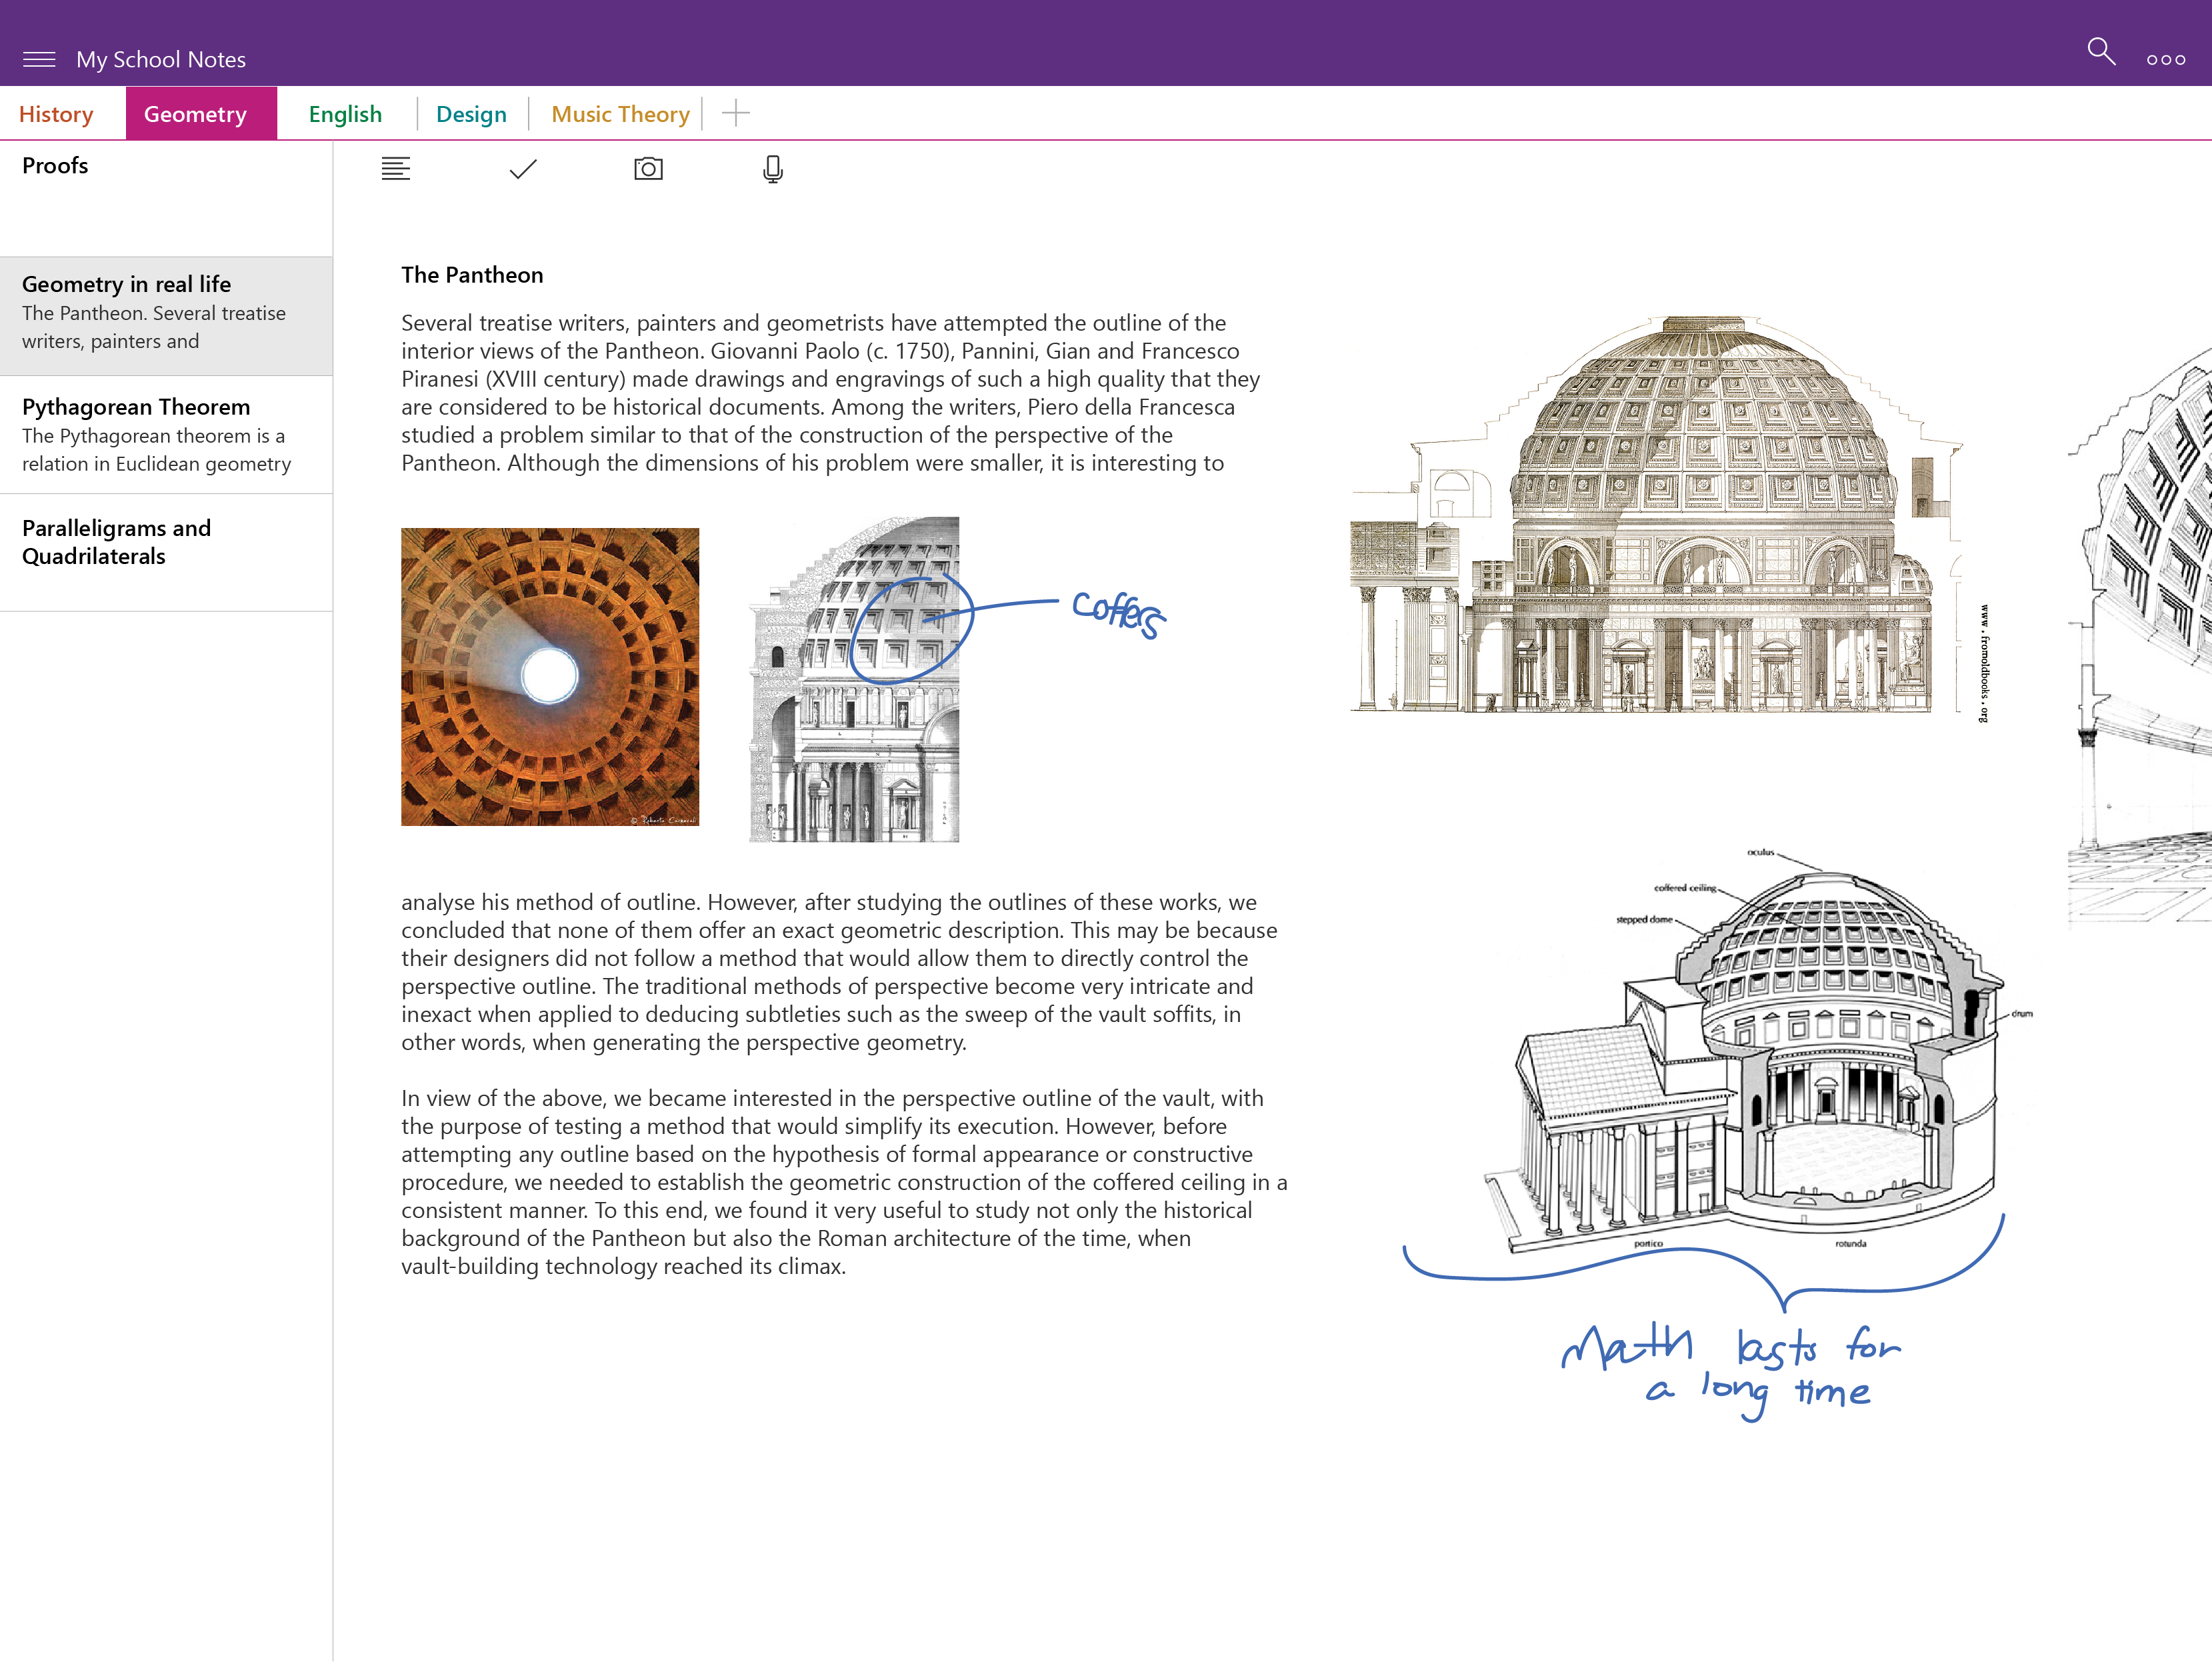 My School Notes
History
Geometry
English
Design
Music Theory
Proofs
Geometry in real life
The Pantheon. Several treatise
writers, painters and
Pythagorean Theorem
The Pythagorean theorem is a
relation in Euclidean geometry
Paralleligrams and
Quadrilaterals
The Pantheon
Several treatise writers, painters and geometrists have attempted the outline of the
interior views of the Pantheon. Giovanni Paolo (c. 1750), Pannini, Gian and Francesco
Piranesi (XVIII century) made drawings and engravings of such a high quality that they
are considered to be historical documents. Among the writers, Piero della Francesca
studied a problem similar to that of the construction of the perspective of the
Pantheon. Although the dimensions of his problem were smaller, it is interesting to
coffers
analyse his method of outline. However, after studying the outlines of these works, we
concluded that none of them offer an exact geometric description. This may be because
their designers did not follow a method that would allow them to directly control the
perspective outline. The traditional methods of perspective become very intricate and
inexact when applied to deducing subtleties such as the sweep of the vault soffits, in
other words, when generating the perspective geometry.
In view of the above, we became interested in the perspective outline of the vault, with
the purpose of testing a method that would simplify its execution. However, before
attempting any outline based on the hypothesis of formal appearance or constructive
procedure, we needed to establish the geometric construction of the coffered ceiling in a
consistent manner. To this end, we found it very useful to study not only the historical
background of the Pantheon but also the Roman architecture of the time, when
vault-building technology reached its climax.
www.fromoldbooks.org
oculus
coffered ceiling
stepped dome
drum
portico
rotunda
Math lasts for
a long time